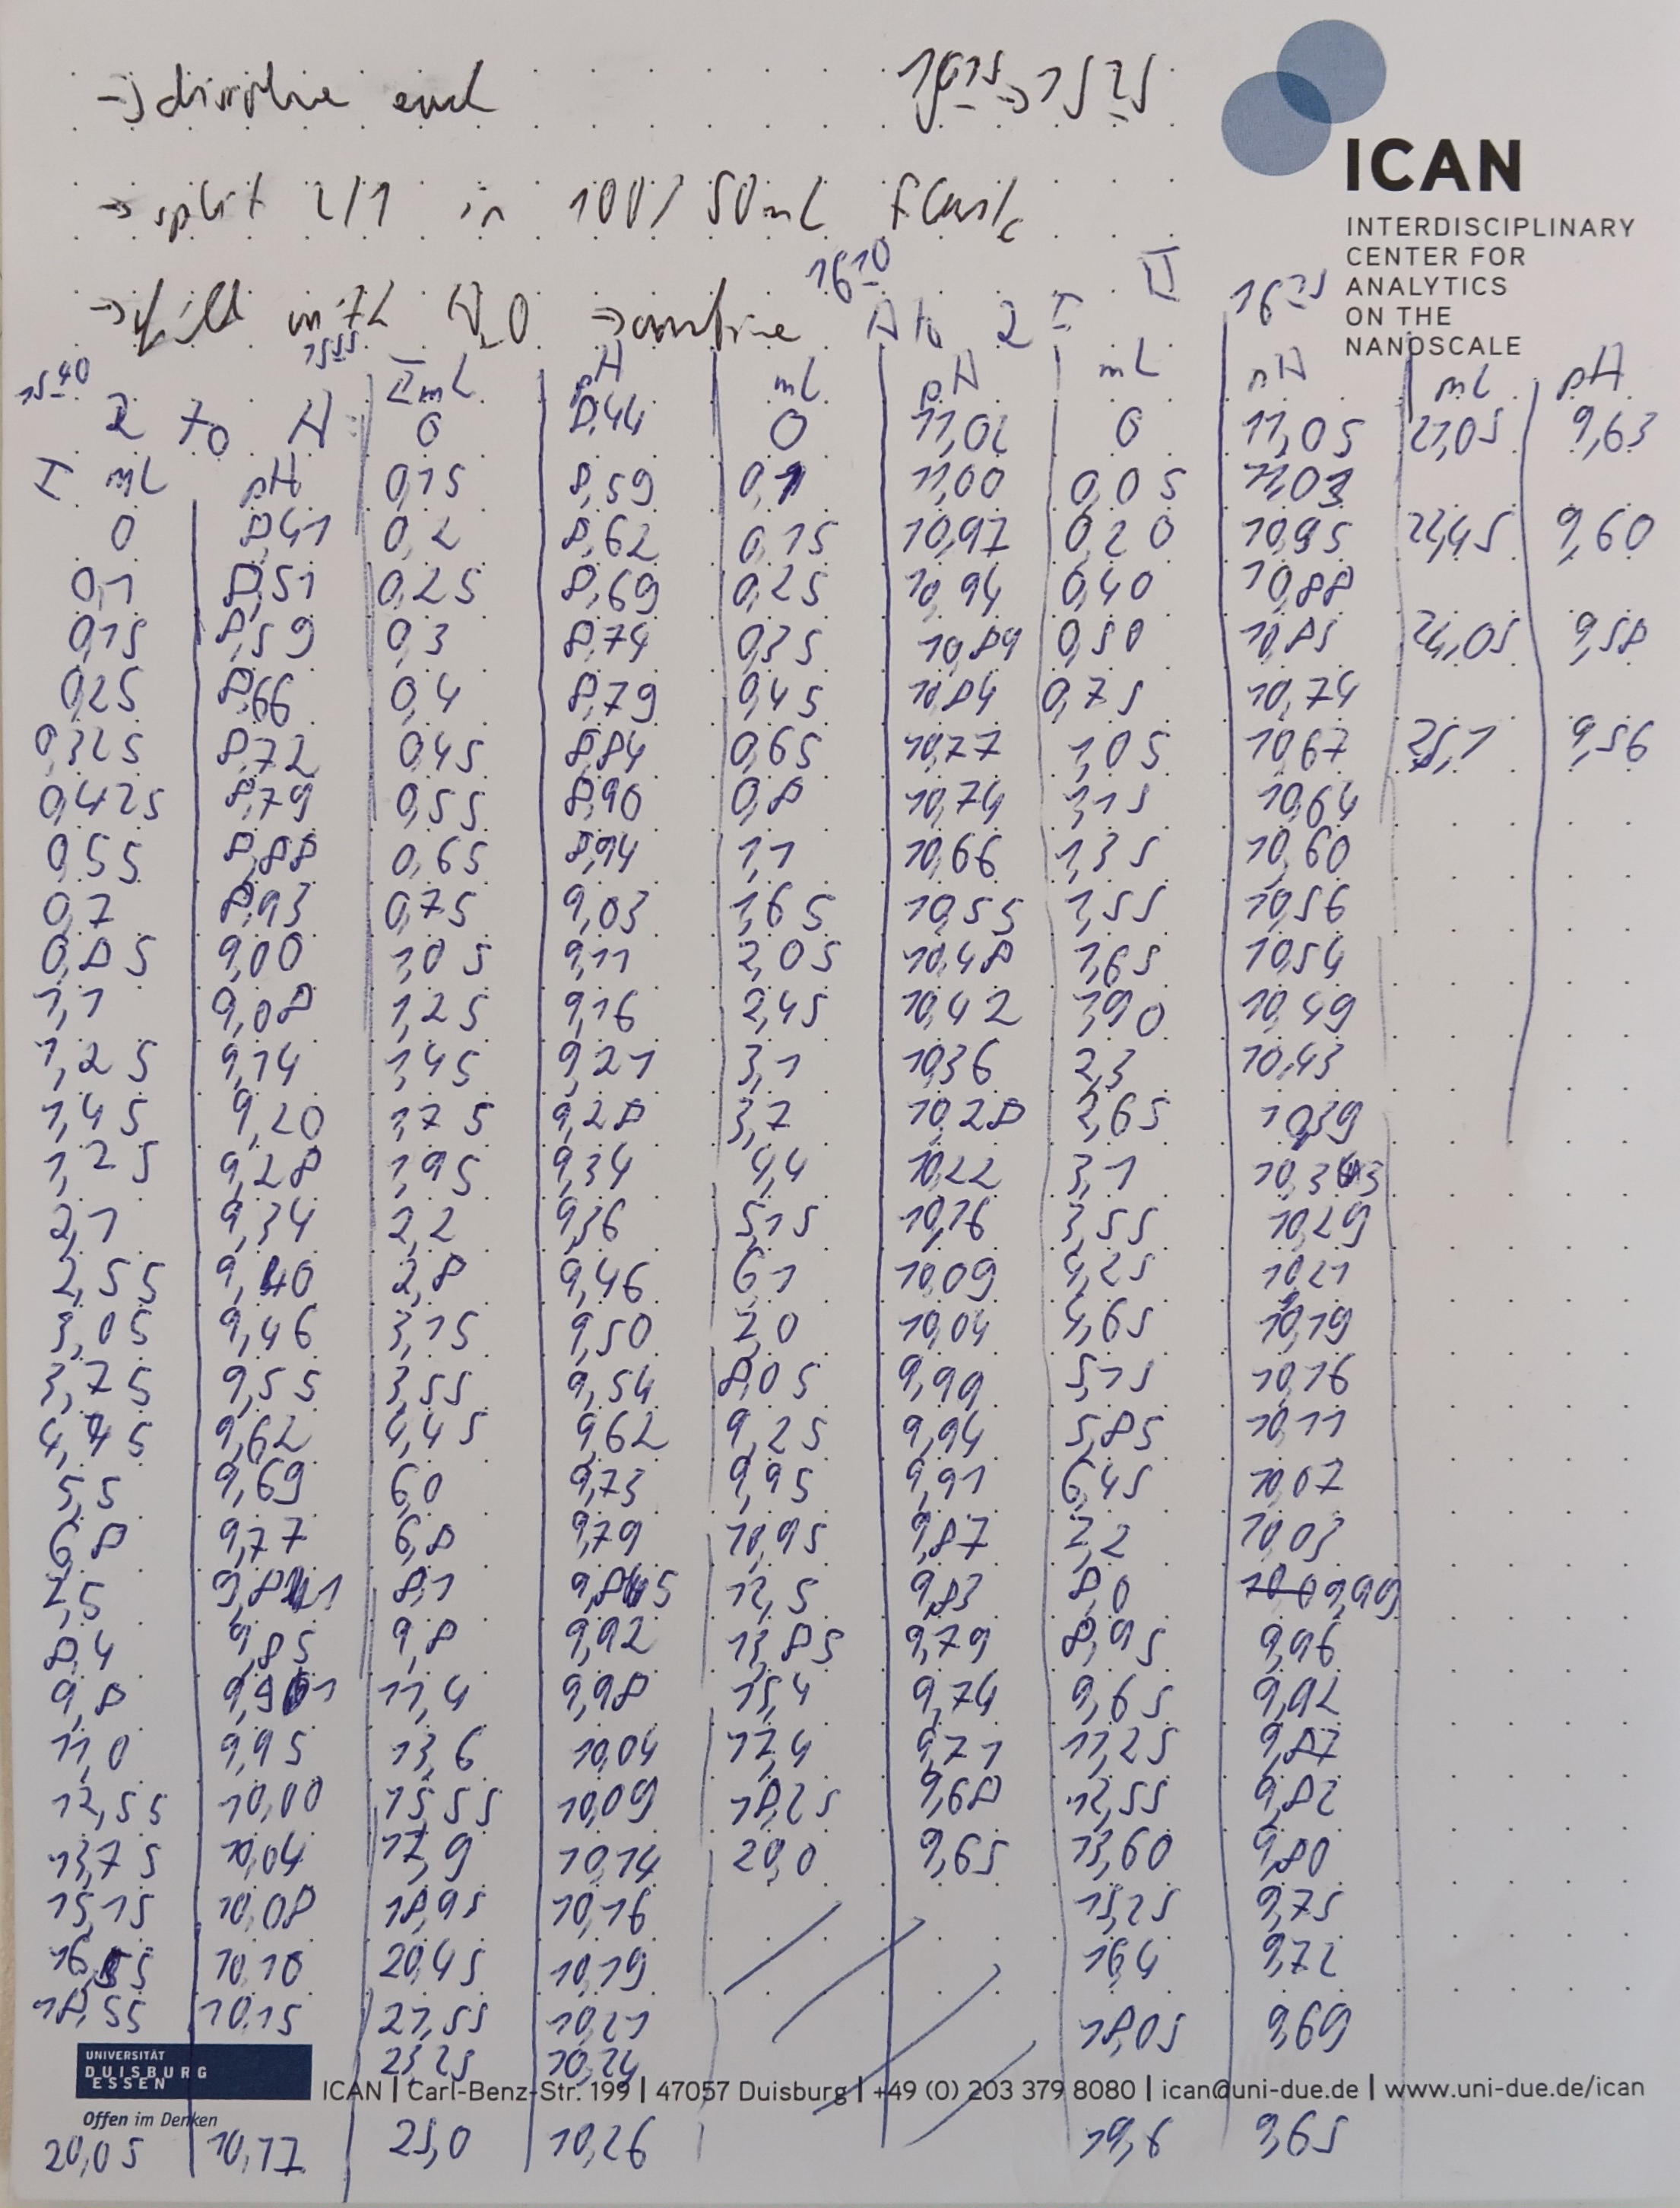 → split 2/1 in 100/50mL flask
ICAN
INTERDISCIPLINARY
CENTER FOR
ANALYTICS
ON THE
NANOSCALE
→ with H2O → combine A to 2 I II
15 40 15 55 16 10 16 25
II mL pH mL pH mL pH mL pH
2 to A 0 8,44 0 11,02 0 11,05 21,05 9,63
I mL pH 0,15 8,59 0,1 11,00 0,05 11,03
0 8,41 0,2 8,62 0,15 10,97 0,20 10,95 22,45 9,60
0,1 8,51 0,25 8,69 0,25 10,94 0,40 10,88
0,15 8,59 0,3 8,74 0,35 10,89 0,50 10,85 24,05 9,58
0,25 8,66 0,4 8,79 0,45 10,84 0,75 10,74
0,325 8,72 0,45 8,84 0,65 10,77 1,05 10,67 25,1 9,56
0,425 8,79 0,55 8,90 0,8 10,74 1,15 10,64
0,55 8,88 0,65 8,94 1,1 10,66 1,35 10,60
0,7 8,93 0,75 9,03 1,65 10,55 1,55 10,56
0,85 9,00 1,05 9,11 2,05 10,48 1,65 10,54
1,1 9,08 1,25 9,16 2,45 10,42 1,90 10,49
1,25 9,14 1,45 9,21 3,1 10,36 2,3 10,43
1,45 9,20 1,75 9,28 3,7 10,28 2,65 10,39
1,25 9,28 1,95 9,34 4,4 10,22 3,1 10,33
2,1 9,34 2,2 9,36 5,15 10,16 3,55 10,29
2,55 9,40 2,8 9,46 6,1 10,09 4,25 10,21
3,05 9,46 3,15 9,50 7,0 10,04 4,65 10,19
3,75 9,55 3,55 9,54 8,05 9,99 5,15 10,16
4,45 9,62 4,45 9,62 9,25 9,94 5,85 10,11
5,5 9,69 6,0 9,73 9,95 9,91 6,45 10,07
6,8 9,77 6,8 9,79 10,95 9,87 7,2 10,03
7,5 9,81 8,1 9,85 12,5 9,83 8,0 9,99
8,4 9,85 9,8 9,92 13,85 9,79 8,95 9,96
9,8 9,91 11,4 9,98 15,4 9,74 9,65 9,92
11,0 9,95 13,6 10,04 17,4 9,71 11,25 9,87
12,55 10,00 15,55 10,09 18,25 9,68 12,55 9,82
13,75 10,04 17,9 10,14 20,0 9,65 13,60 9,80
15,15 10,08 18,95 10,16 15,25 9,75
16,55 10,10 20,45 10,19 16,4 9,72
18,55 10,15 21,55 10,21 18,05 9,69
UNIVERSITÄT
DUISBURG
ESSEN
23,25 10,24
ICAN | Carl-Benz-Str. 199 | 47057 Duisburg | +49 (0) 203 379 8080 | ican@uni-due.de | www.uni-due.de/ican
Offen im Denken
20,05 10,17 25,0 10,26 19,6 9,65